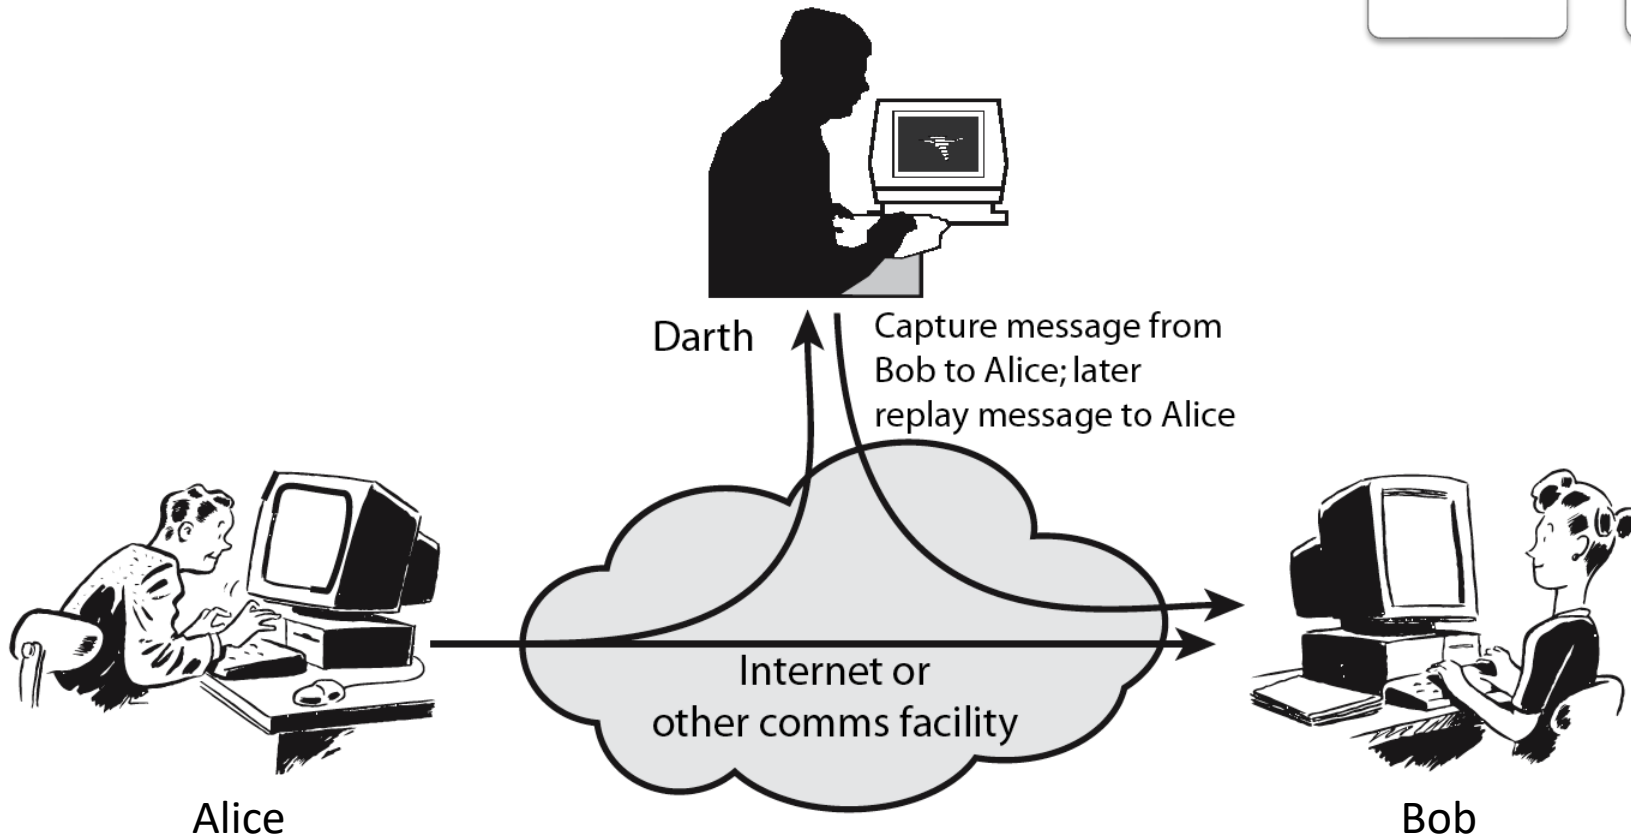 Darth
Capture message from
Bob to Alice; later
replay message to Alice
Internet or
other comms facility
Alice
Bob